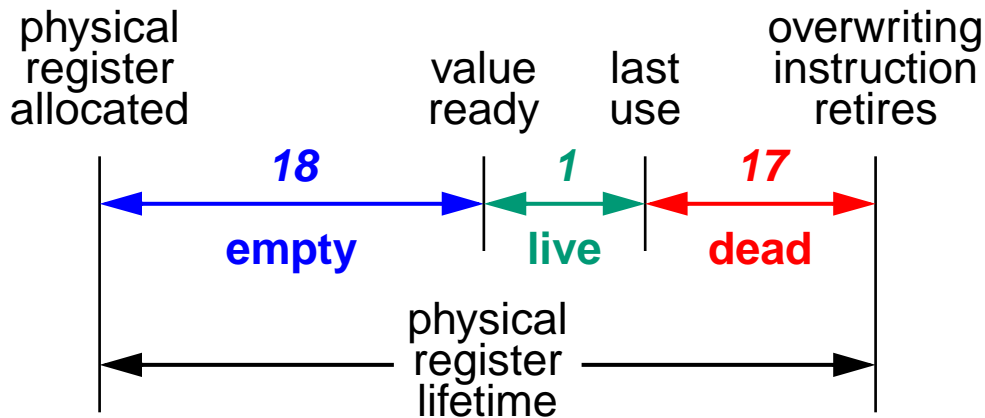 physical
register
allocated
value
ready
last
use
overwriting
instruction
retires
18
1
17
empty
live
dead
physical
register
lifetime